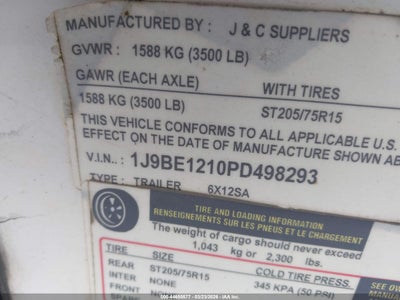 MANUFACTURED BY : J & C SUPPLIERS
GVWR : 1588 KG (3500 LB)
GAWR (EACH AXLE) WITH TIRES
1588 KG (3500 LB) ST205/75R15
THIS VEHICLE CONFORMS TO ALL APPLICABLE U.S.
EFFECT ON THE DATE OF MANUFACTURE SHOWN AB
V.I.N.: 1J9BE1210PD498293
TYPE: TRAILER 6X12SA
TIRE AND LOADING INFORMATION
RENSEIGNEMENTS SUR LES PNEUS ET LE CHARGEMENT
The weight of cargo should never exceed
1,043 kg or 2,300 lbs.
TIRE SIZE COLD TIRE PRESS.
REAR ST205/75R15 345 KPA (50 PSI)
INTER NONE
SPARE
SEE OWNER